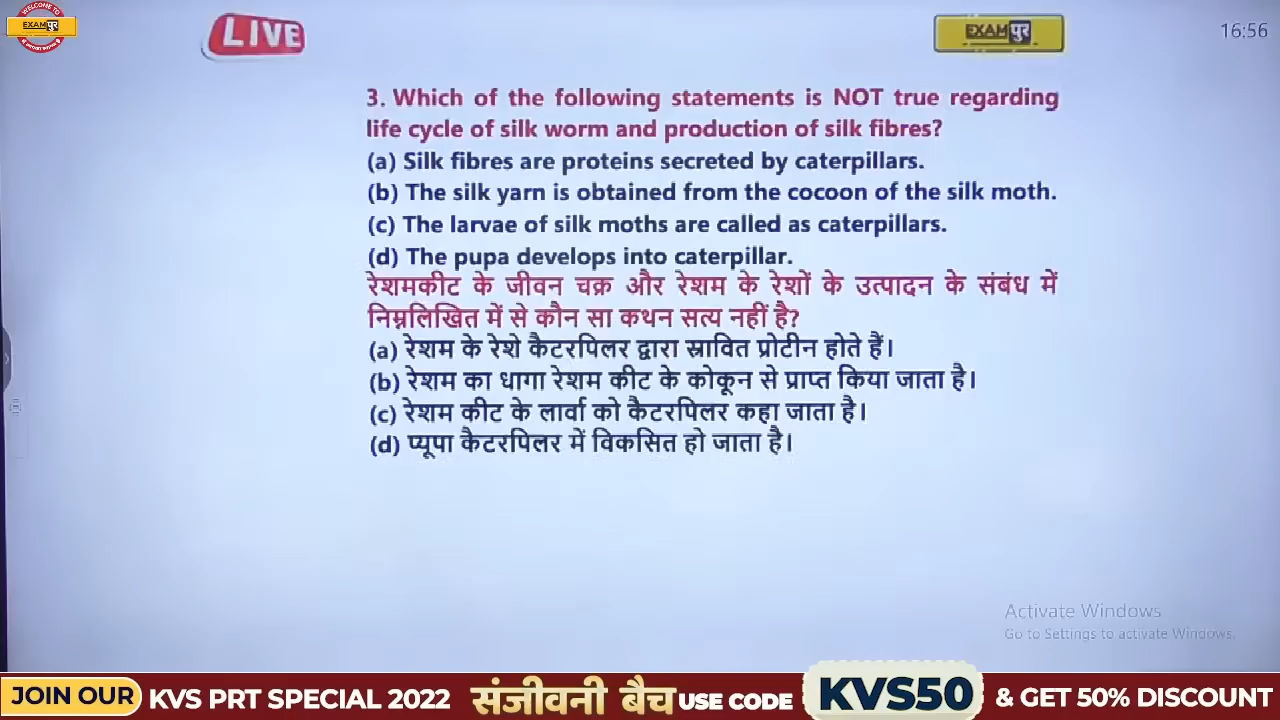 WELCOME TO
EXAMपुर
LIVE
EXAMपुर
16:56
3. Which of the following statements is NOT true regarding
life cycle of silk worm and production of silk fibres?
(a) Silk fibres are proteins secreted by caterpillars.
(b) The silk yarn is obtained from the cocoon of the silk moth.
(c) The larvae of silk moths are called as caterpillars.
(d) The pupa develops into caterpillar.
रेशमकीट के जीवन चक्र और रेशम के रेशों के उत्पादन के संबंध में
निम्नलिखित में से कौन सा कथन सत्य नहीं है?
(a) रेशम के रेशे कैटरपिलर द्वारा स्रावित प्रोटीन होते हैं।
(b) रेशम का धागा रेशम कीट के कोकून से प्राप्त किया जाता है।
(c) रेशम कीट के लार्वा को कैटरपिलर कहा जाता है।
(d) प्यूपा कैटरपिलर में विकसित हो जाता है।
Activate Windows
Go to Settings to activate Windows.
JOIN OUR KVS PRT SPECIAL 2022 संजीवनी बैच USE CODE KVS50 & GET 50% DISCOUNT